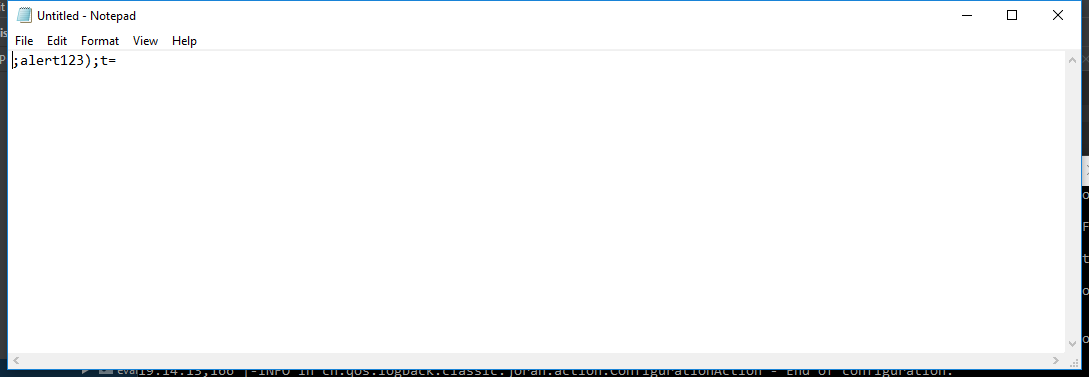 Untitled - Notepad
File Edit Format View Help
;alert123);t=
19:14:13,166 |-INFO in ch.qos.logback.classic.joran.action.ConfigurationAction - End of configuration.